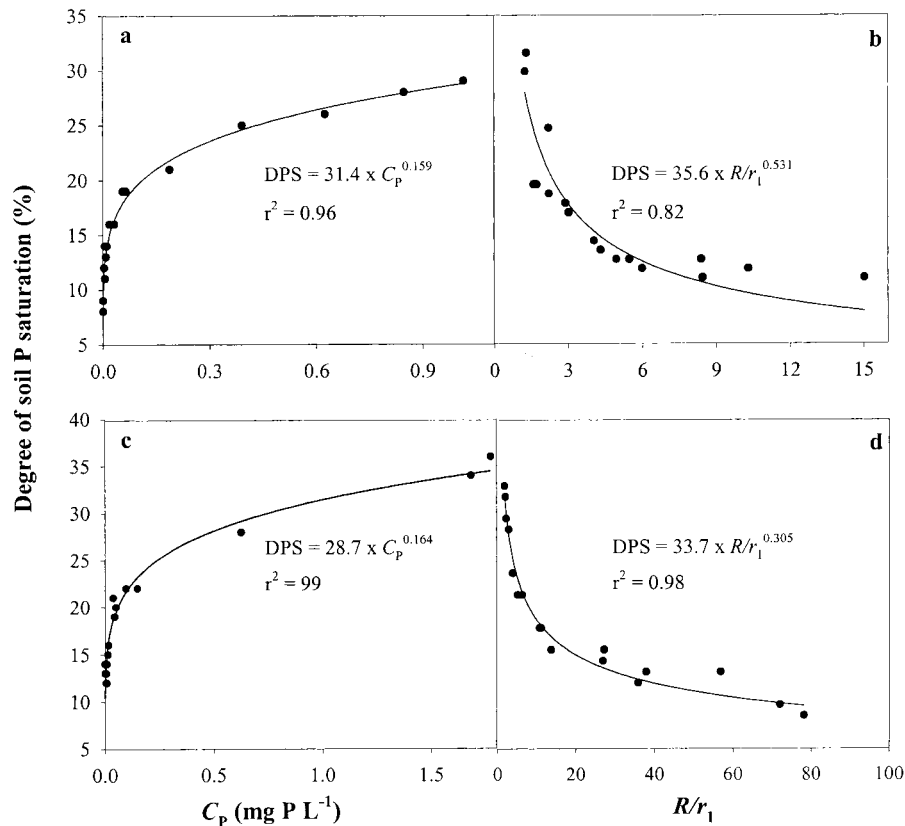 Degree of soil P saturation (%)
a
35
30
25
20
15
10
5
DPS = 31.4 x C_P^0.159
r² = 0.96
0.0 0.3 0.6 0.9
b
DPS = 35.6 x R/r₁^0.531
r² = 0.82
0 3 6 9 12 15
c
40
35
30
25
20
15
10
5
DPS = 28.7 x C_P^0.164
r² = 99
0.0 0.5 1.0 1.5
C_P (mg P L⁻¹)
d
DPS = 33.7 x R/r₁^0.305
r² = 0.98
0 20 40 60 80 100
R/r₁